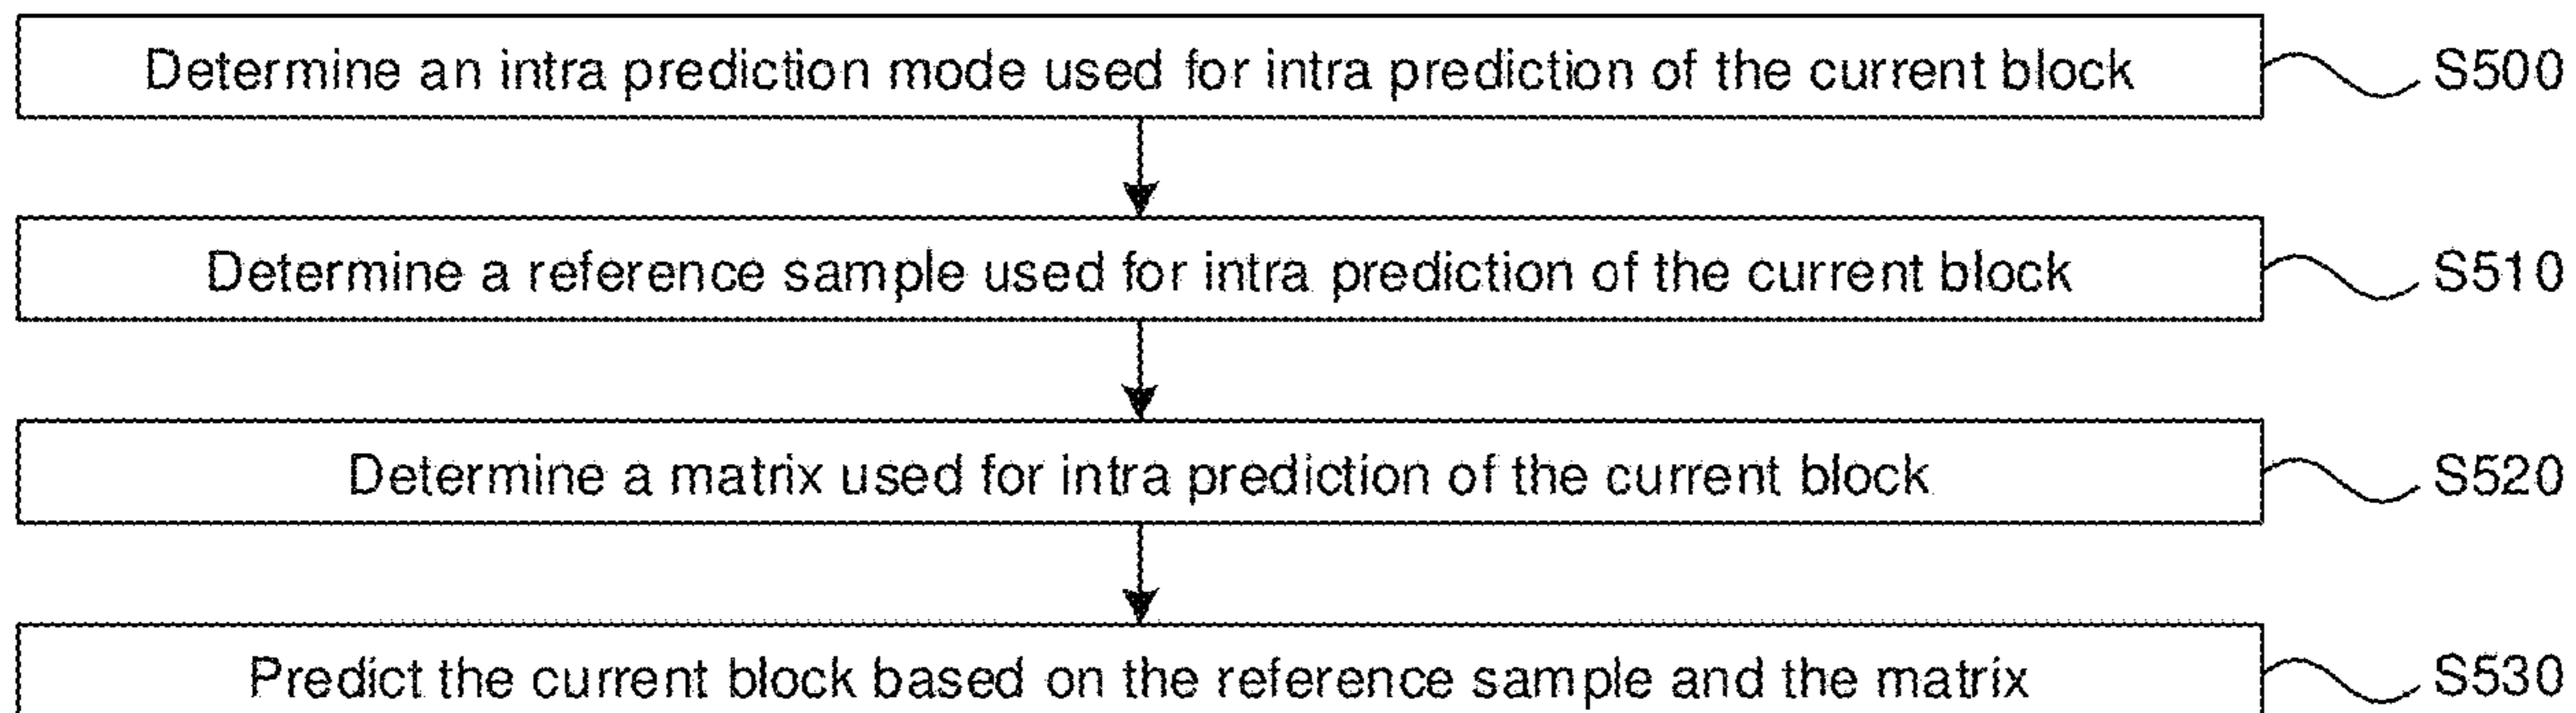 Determine an intra prediction mode used for intra prediction of the current block S500
Determine a reference sample used for intra prediction of the current block S510
Determine a matrix used for intra prediction of the current block S520
Predict the current block based on the reference sample and the matrix S530